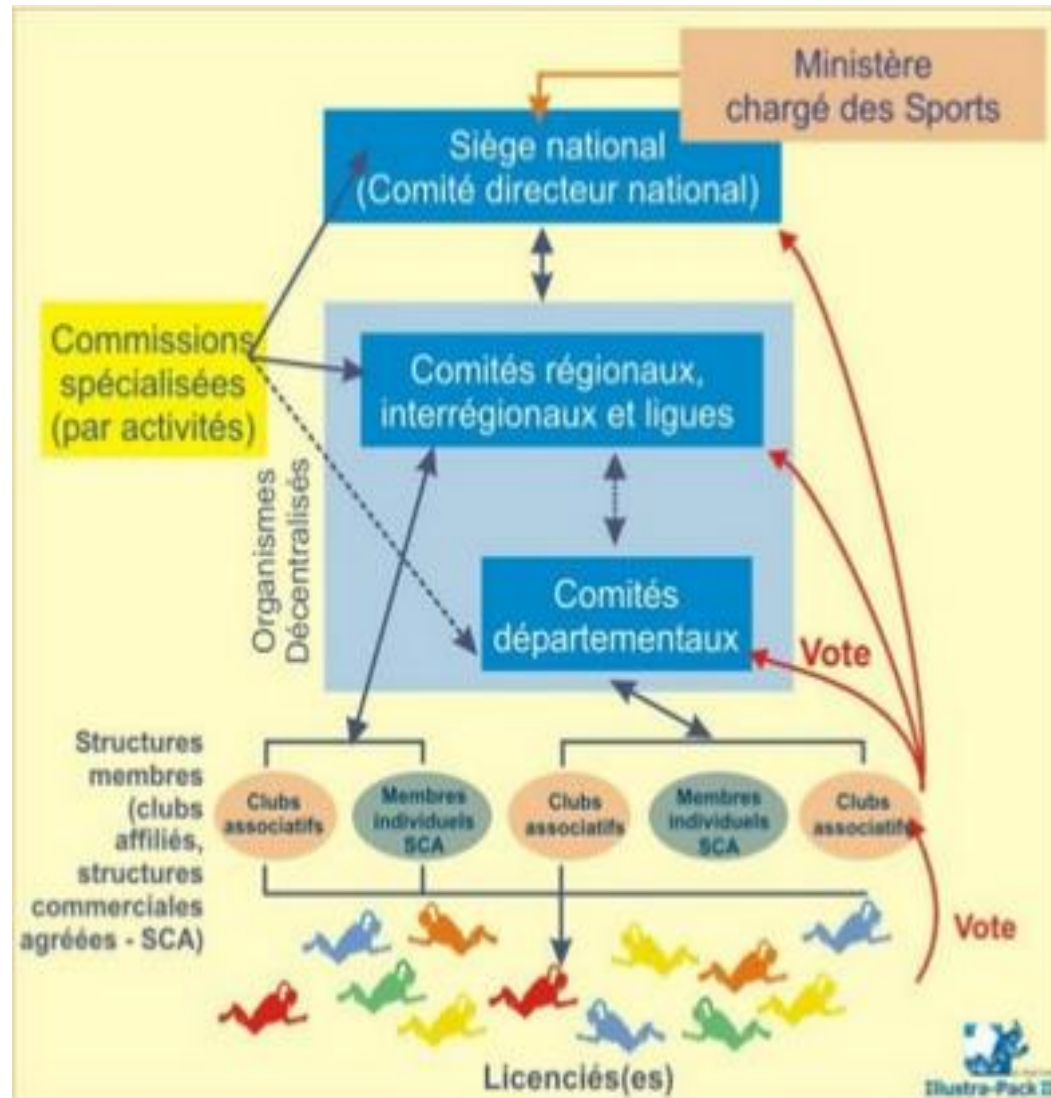 Ministère
chargé des Sports
Siège national
(Comité directeur national)
Commissions
spécialisées
(par activités)
Comités régionaux,
interrégionaux et ligues
Organismes
Décentralisés
Comités
départementaux
Vote
Structures
membres
(clubs
affiliés,
structures
commerciales
agréées - SCA)
Clubs
associatifs
Membres
individuels
SCA
Clubs
associatifs
Membres
individuels
SCA
Clubs
associatifs
Vote
Licenciés(es)
Illustra-Pack II